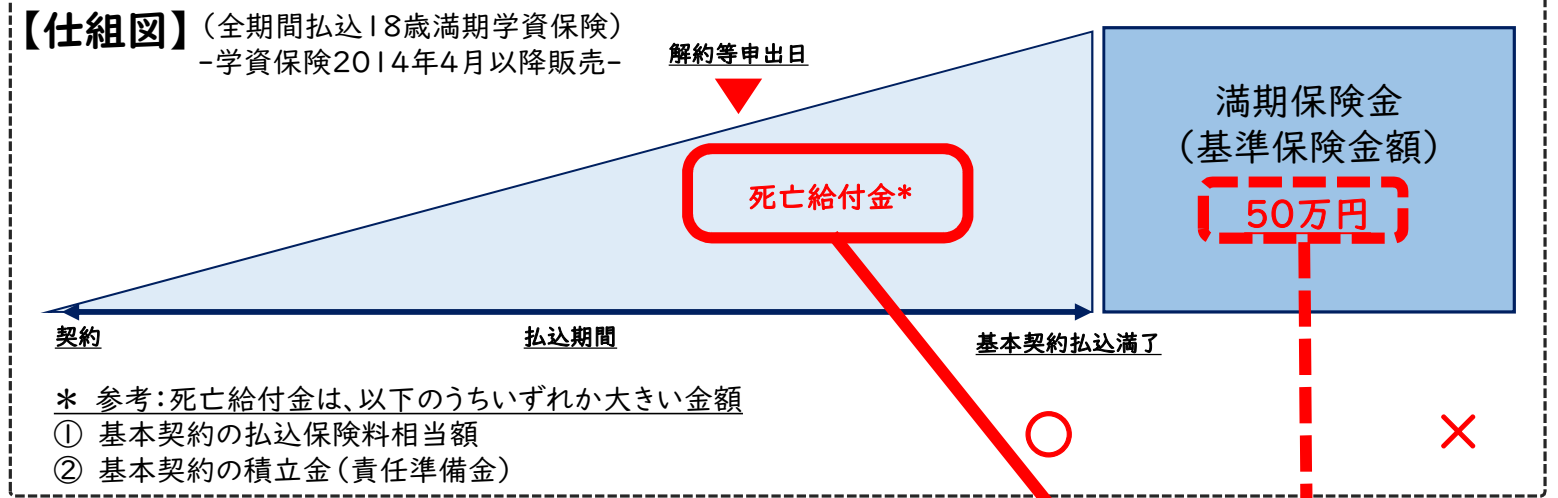 【仕組図】(全期間払込18歳満期学資保険)
-学資保険2014年4月以降販売-
解約等申出日
満期保険金
(基準保険金額)
50万円
死亡給付金*
契約
払込期間
基本契約払込満了
* 参考:死亡給付金は、以下のうちいずれか大きい金額
① 基本契約の払込保険料相当額
② 基本契約の積立金(責任準備金)
○
×